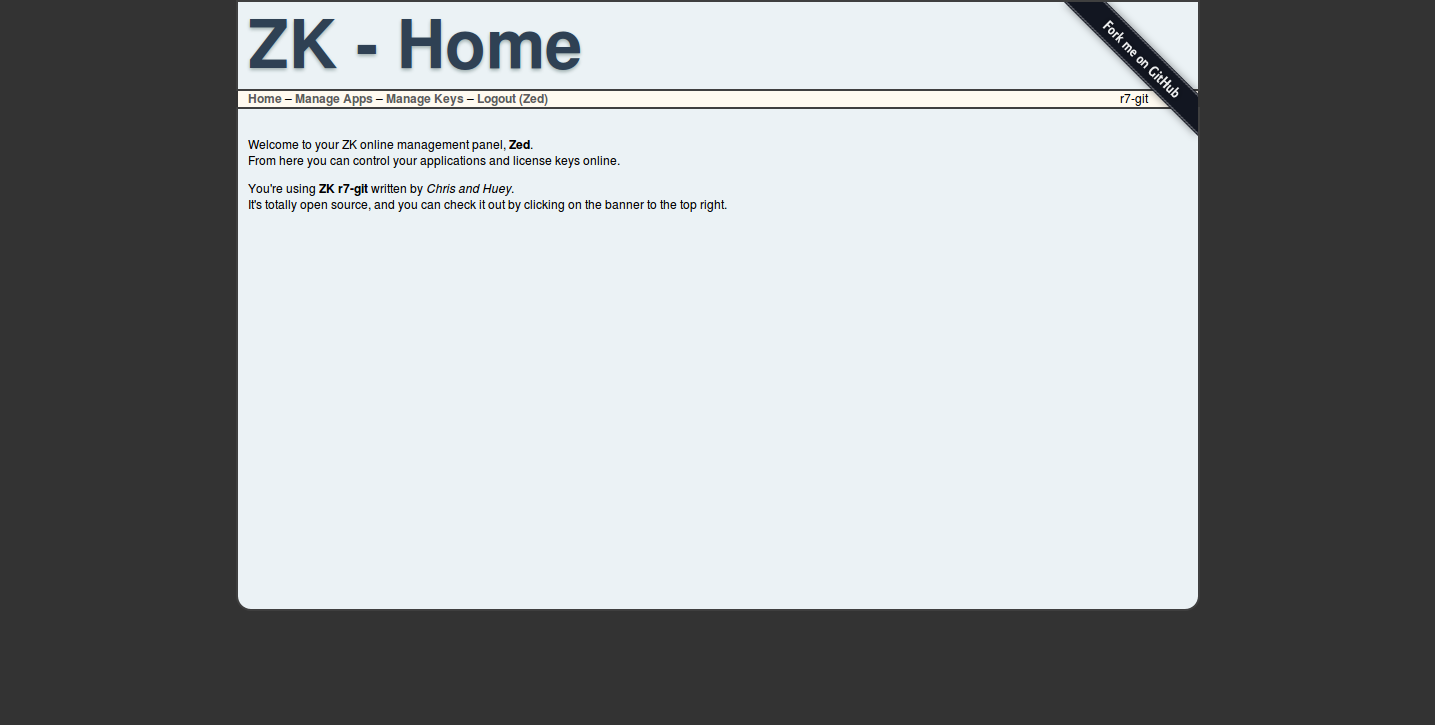 ZK - Home
Fork me on GitHub
Home – Manage Apps – Manage Keys – Logout (Zed)
r7-git
Welcome to your ZK online management panel, Zed.
From here you can control your applications and license keys online.
You're using ZK r7-git written by Chris and Huey.
It's totally open source, and you can check it out by clicking on the banner to the top right.